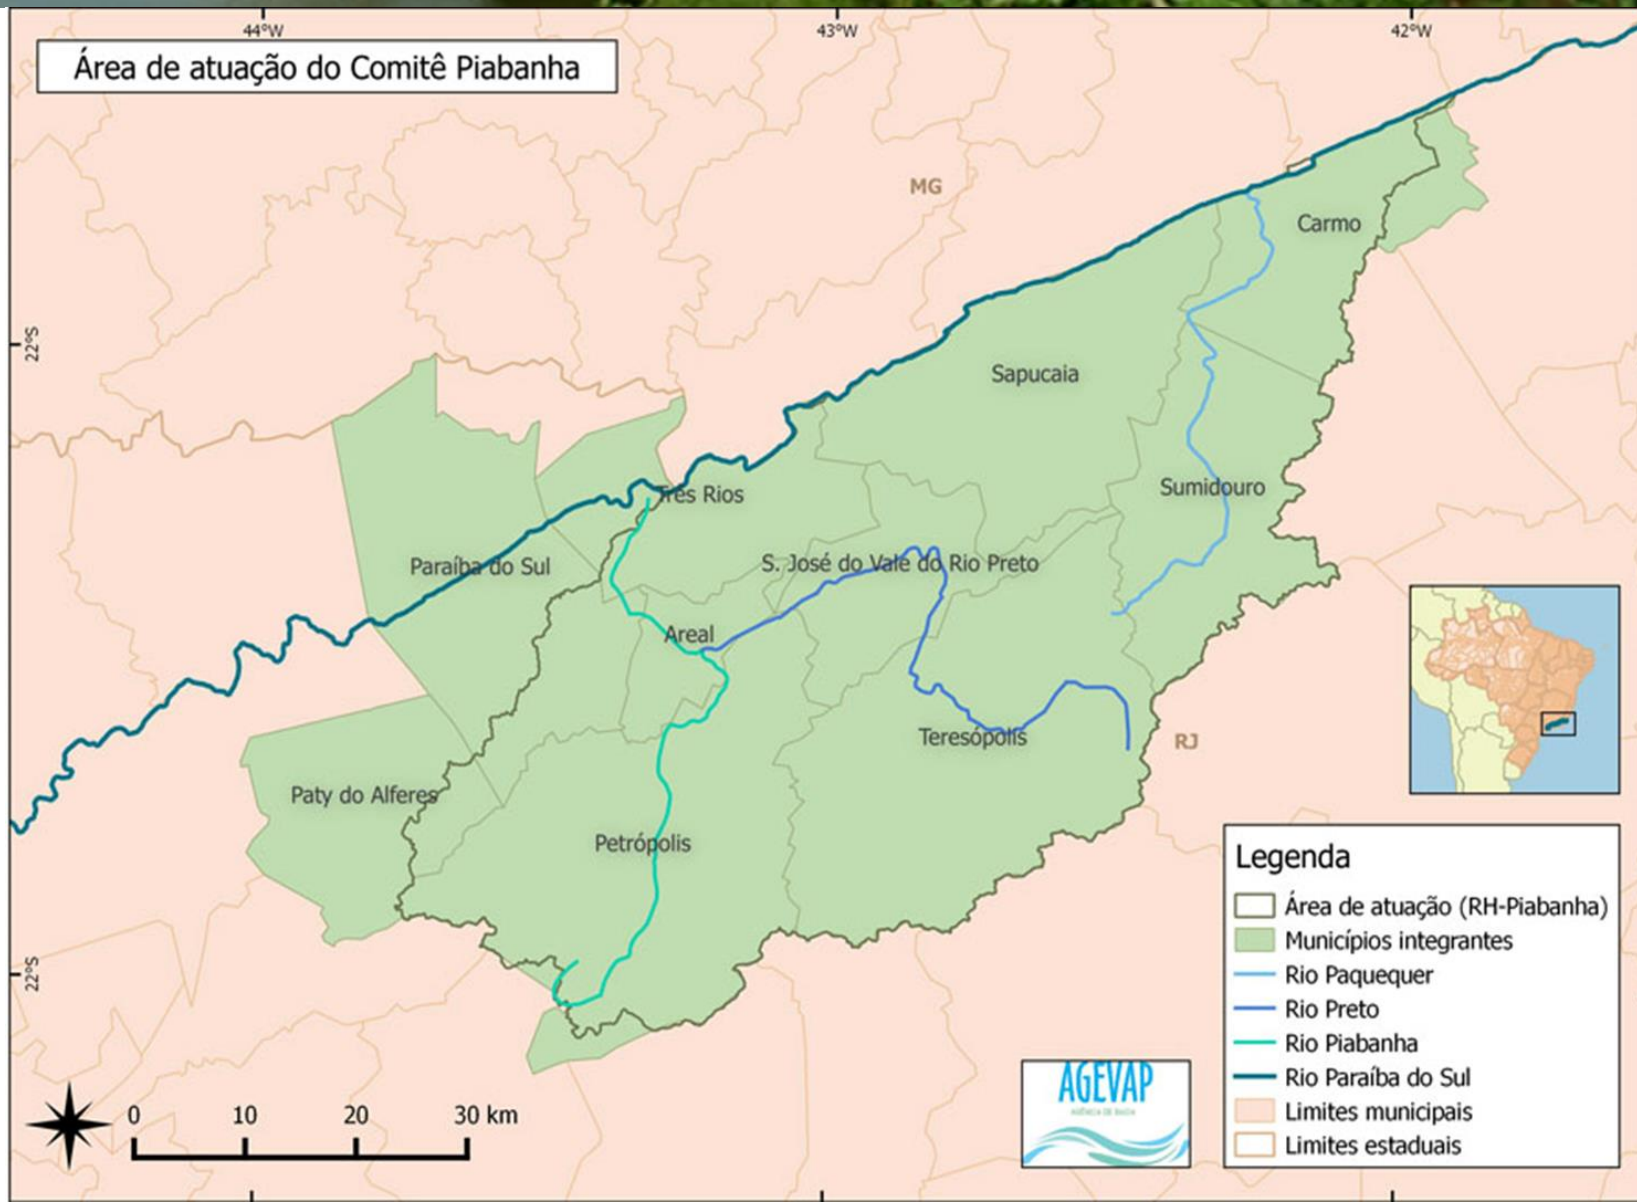 44°W
43°W
42°W
Área de atuação do Comitê Piabanha
MG
Carmo
22°S
Sapucaia
Sumidouro
Três Rios
Paraíba do Sul
S. José do Vale do Rio Preto
Areal
Teresópolis
RJ
Paty do Alferes
Petrópolis
22°S
Legenda
Área de atuação (RH-Piabanha)
Municípios integrantes
Rio Paquequer
Rio Preto
Rio Piabanha
Rio Paraíba do Sul
Limites municipais
Limites estaduais
AGEVAP
AGÊNCIA DE BACIA
0 10 20 30 km